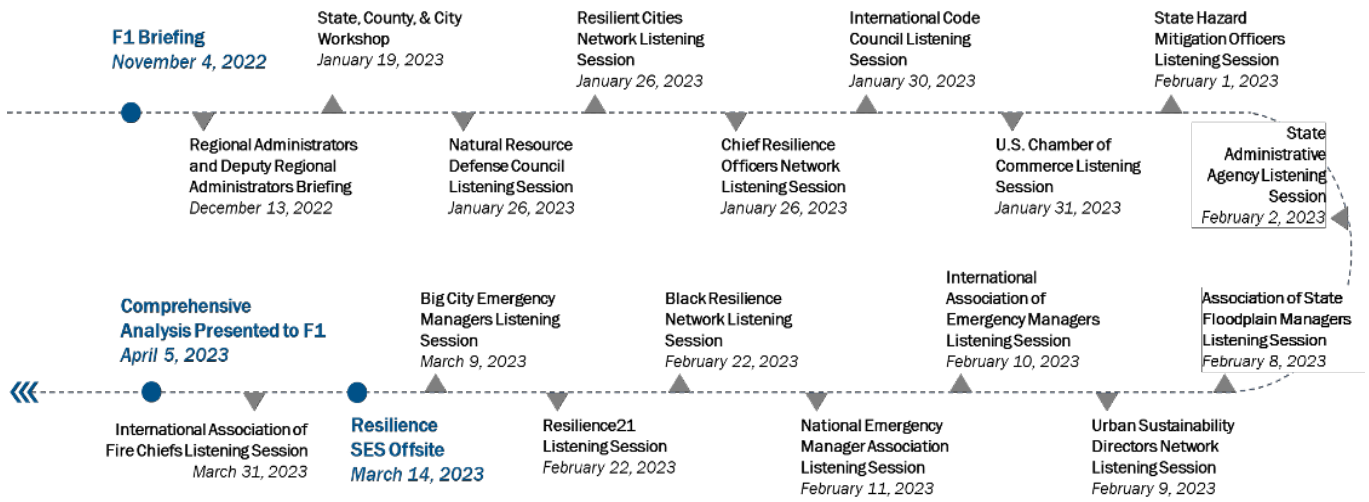 F1 Briefing
November 4, 2022
Regional Administrators
and Deputy Regional
Administrators Briefing
December 13, 2022
State, County, & City
Workshop
January 19, 2023
Natural Resource
Defense Council
Listening Session
January 26, 2023
Resilient Cities
Network Listening
Session
January 26, 2023
Chief Resilience
Officers Network
Listening Session
January 26, 2023
International Code
Council Listening
Session
January 30, 2023
U.S. Chamber of
Commerce Listening
Session
January 31, 2023
State Hazard
Mitigation Officers
Listening Session
February 1, 2023
State
Administrative
Agency Listening
Session
February 2, 2023
Association of State
Floodplain Managers
Listening Session
February 8, 2023
Urban Sustainability
Directors Network
Listening Session
February 9, 2023
International
Association of
Emergency Managers
Listening Session
February 10, 2023
National Emergency
Manager Association
Listening Session
February 11, 2023
Black Resilience
Network Listening
Session
February 22, 2023
Resilience21
Listening Session
February 22, 2023
Big City Emergency
Managers Listening
Session
March 9, 2023
Resilience
SES Offsite
March 14, 2023
International Association of
Fire Chiefs Listening Session
March 31, 2023
Comprehensive
Analysis Presented to F1
April 5, 2023